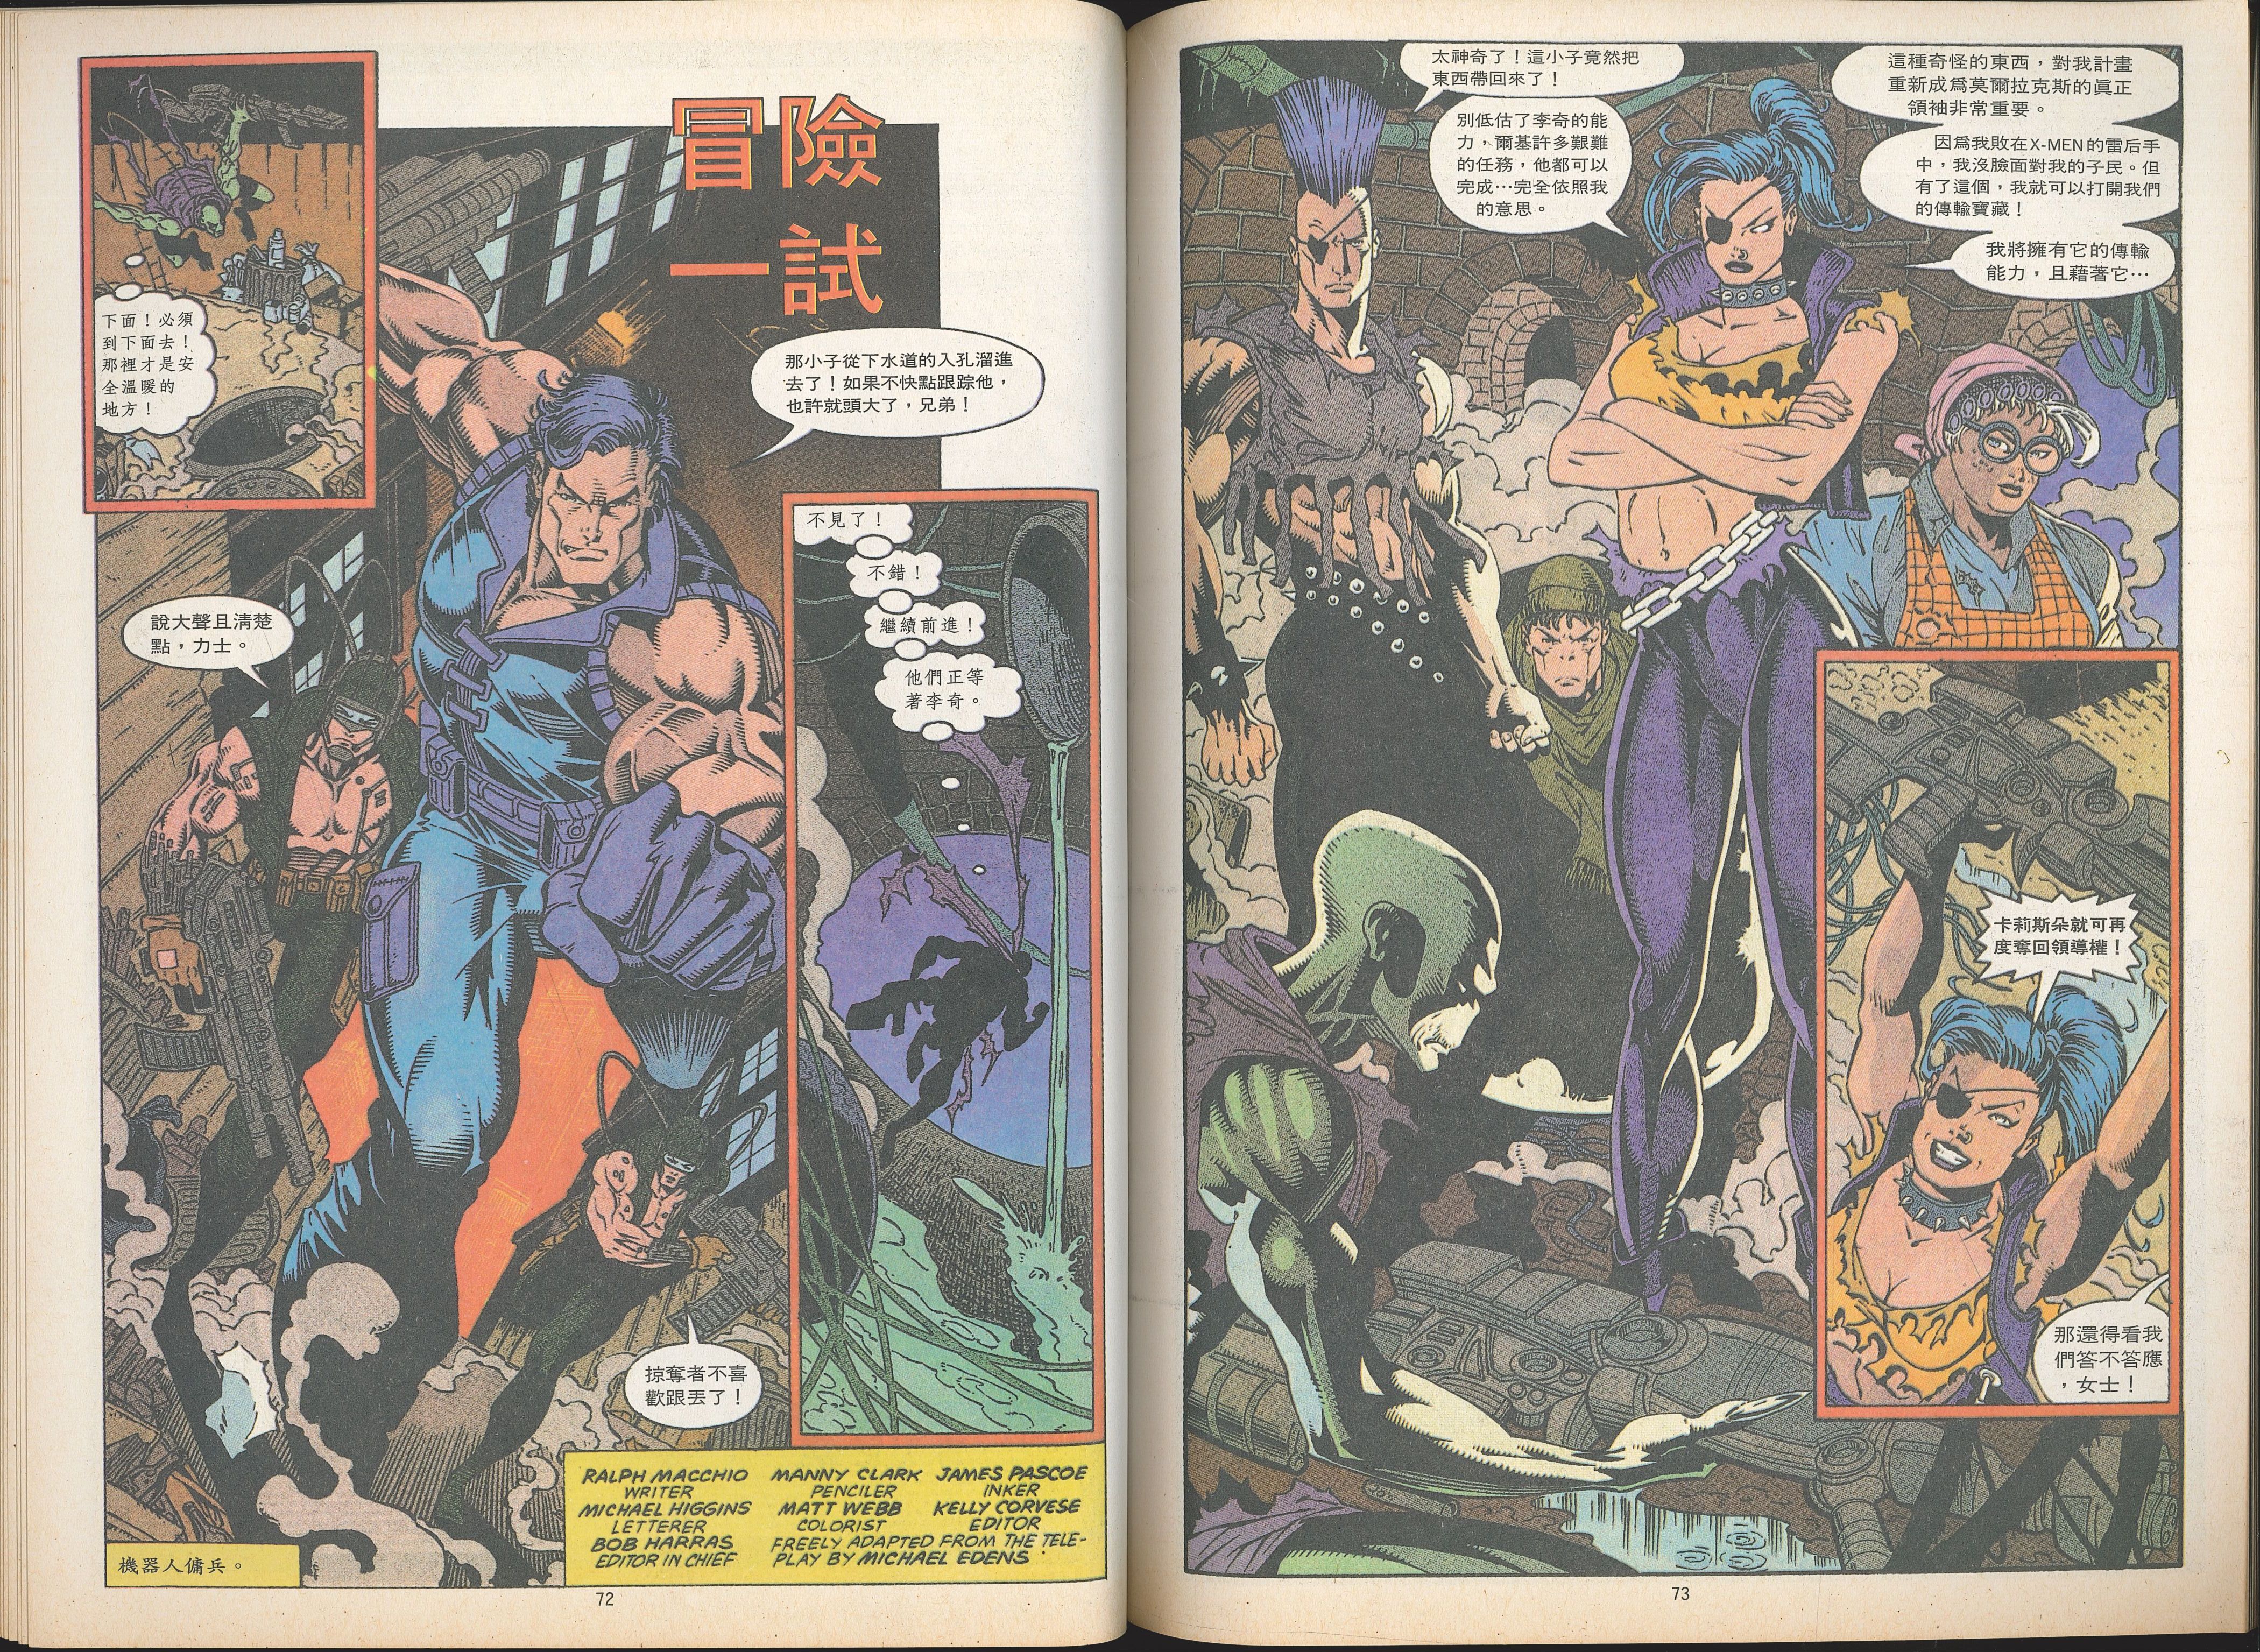 冒險
一試
下面！必須
到下面去！
那裡才是安
全溫暖的
地方！
那小子從下水道的入孔溜進
去了！如果不快點跟踪他，
也許就頭大了，兄弟！
說大聲且清楚
點，力士。
不見了！
不錯！
繼續前進！
他們正等
著李奇。
掠奪者不喜
歡跟丟了！
機器人傭兵。
RALPH MACCHIO
WRITER
MANNY CLARK
PENCILER
JAMES PASCOE
INKER
MICHAEL HIGGINS
LETTERER
MATT WEBB
COLORIST
KELLY CORVESE
EDITOR
BOB HARRAS
EDITOR IN CHIEF
FREELY ADAPTED FROM THE TELE-
PLAY BY MICHAEL EDENS
72
太神奇了！這小子竟然把
東西帶回來了！
別低估了李奇的能
力，爾基許多艱難
的任務，他都可以
完成…完全依照我
的意思。
這種奇怪的東西，對我計畫
重新成爲莫爾拉克斯的眞正
領袖非常重要。
因爲我敗在X-MEN的雷后手
中，我沒臉面對我的子民。但
有了這個，我就可以打開我們
的傳輸寶藏！
我將擁有它的傳輸
能力，且藉著它…
卡莉斯朵就可再
度奪回領導權！
那還得看我
們答不答應
，女士！
73